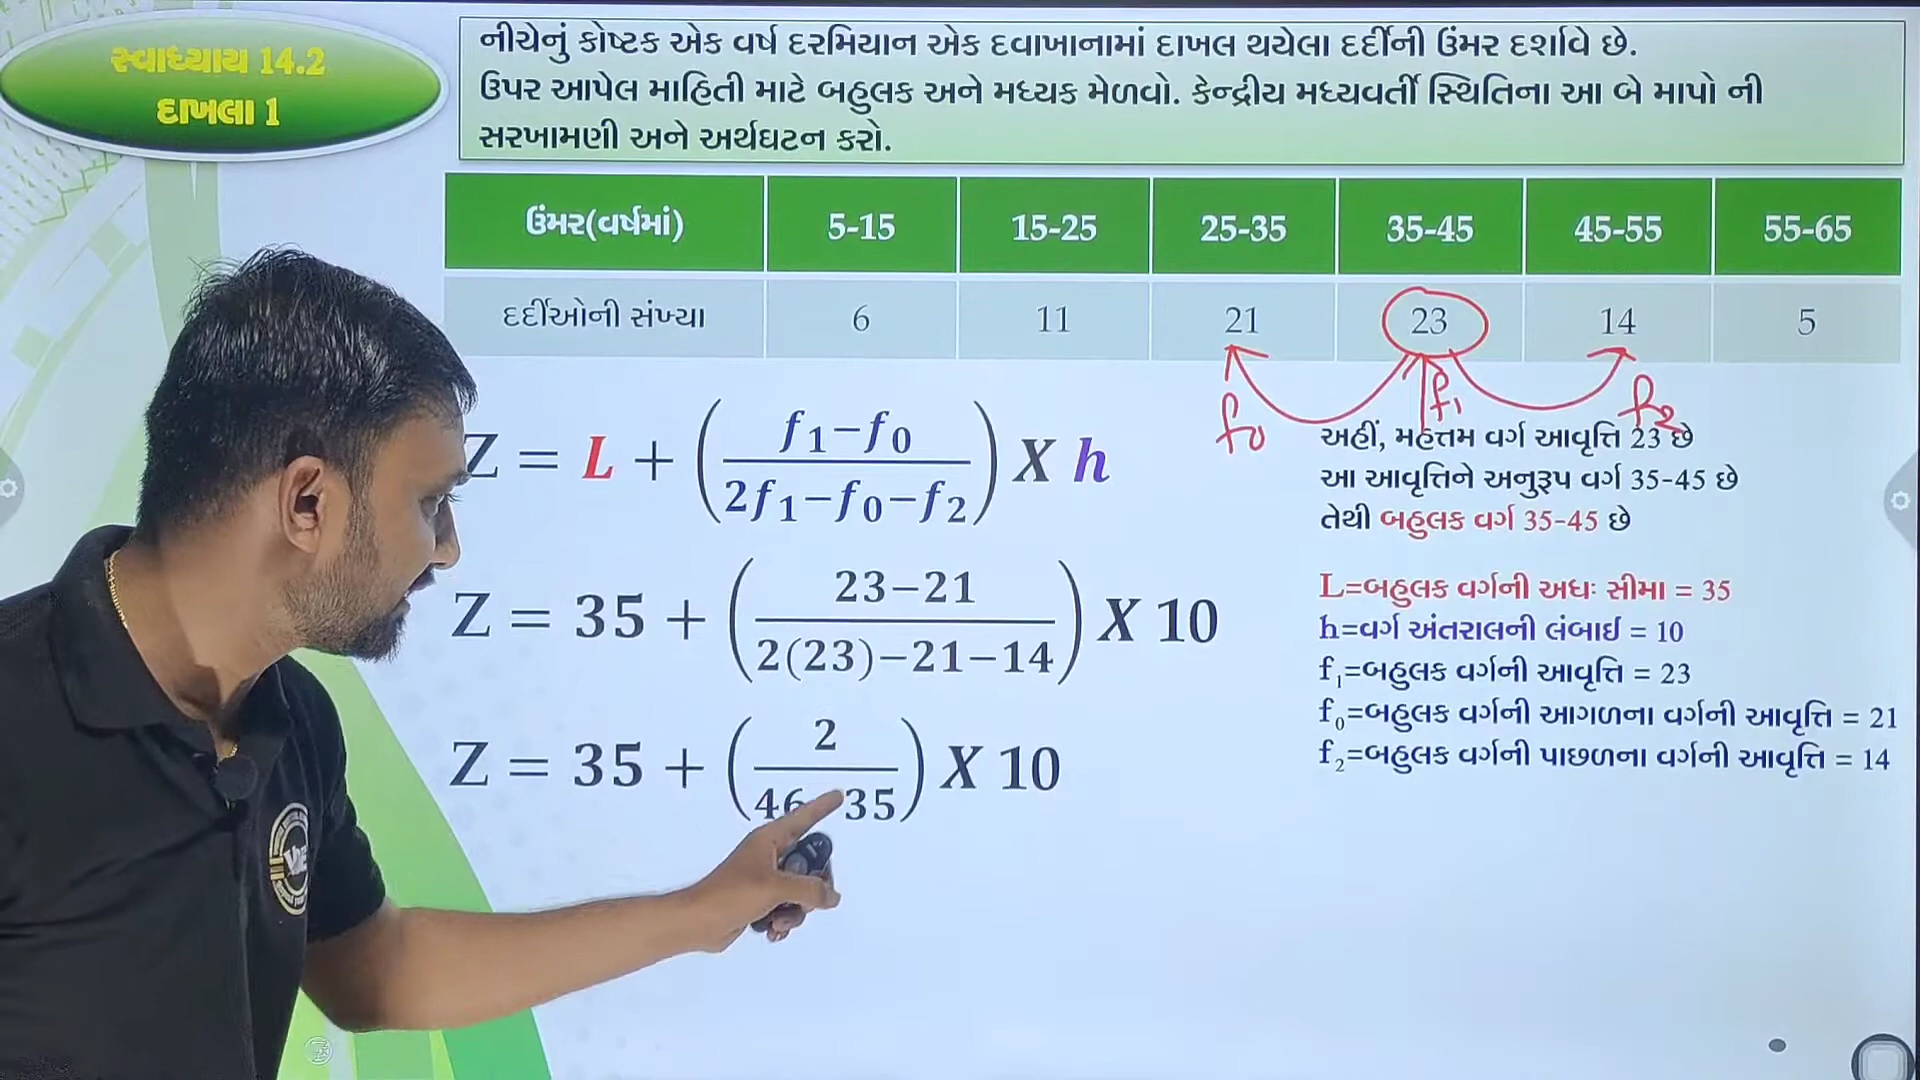 સ્વાધ્યાય 14.2
દાખલા 1
નીચેનું કોષ્ટક એક વર્ષ દરમિયાન એક દવાખાનામાં દાખલ થયેલા દર્દીની ઉંમર દર્શાવે છે.
ઉપર આપેલ માહિતી માટે બહુલક અને મધ્યક મેળવો. કેન્દ્રીય મધ્યવર્તી સ્થિતિના આ બે માપો ની
સરખામણી અને અર્થઘટન કરો.
ઉંમર(વર્ષમાં) 5-15 15-25 25-35 35-45 45-55 55-65
દર્દીઓની સંખ્યા 6 11 21 23 14 5
f0 f1 f2
Z = L + (f1−f0 / 2f1−f0−f2) X h
Z = 35 + (23−21 / 2(23)−21−14) X 10
Z = 35 + (2 / 46 35) X 10
અહીં, મહત્તમ વર્ગ આવૃત્તિ 23 છે
આ આવૃત્તિને અનુરૂપ વર્ગ 35-45 છે
તેથી બહુલક વર્ગ 35-45 છે
L=બહુલક વર્ગની અધઃ સીમા = 35
h=વર્ગ અંતરાલની લંબાઈ = 10
f1=બહુલક વર્ગની આવૃત્તિ = 23
f0=બહુલક વર્ગની આગળના વર્ગની આવૃત્તિ = 21
f2=બહુલક વર્ગની પાછળના વર્ગની આવૃત્તિ = 14